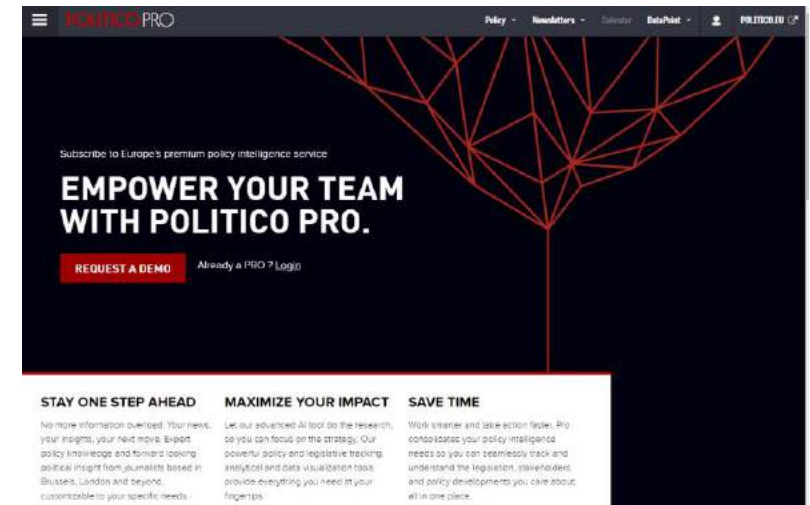 POLITICO PRO
Policy
Newsletters
Calendar
DataPoint
POLITICO.EU
Subscribe to Europe's premium policy intelligence service
EMPOWER YOUR TEAM
WITH POLITICO PRO.
REQUEST A DEMO
Already a PRO ? Login
STAY ONE STEP AHEAD
No more information overload. Your news,
your insights, your next move. Expert
policy knowledge and forward looking
political insight from journalists based in
Brussels, London and beyond,
customizable to your specific needs.
MAXIMIZE YOUR IMPACT
Let our advanced AI tool do the research,
so you can focus on the strategy. Our
powerful policy and legislative tracking,
analytical and data visualization tools
provide everything you need at your
fingertips.
SAVE TIME
Work smarter and take action faster. Pro
consolidates your policy intelligence
needs so you can seamlessly track and
understand the legislation, stakeholders
and policy developments you care about,
all in one place.